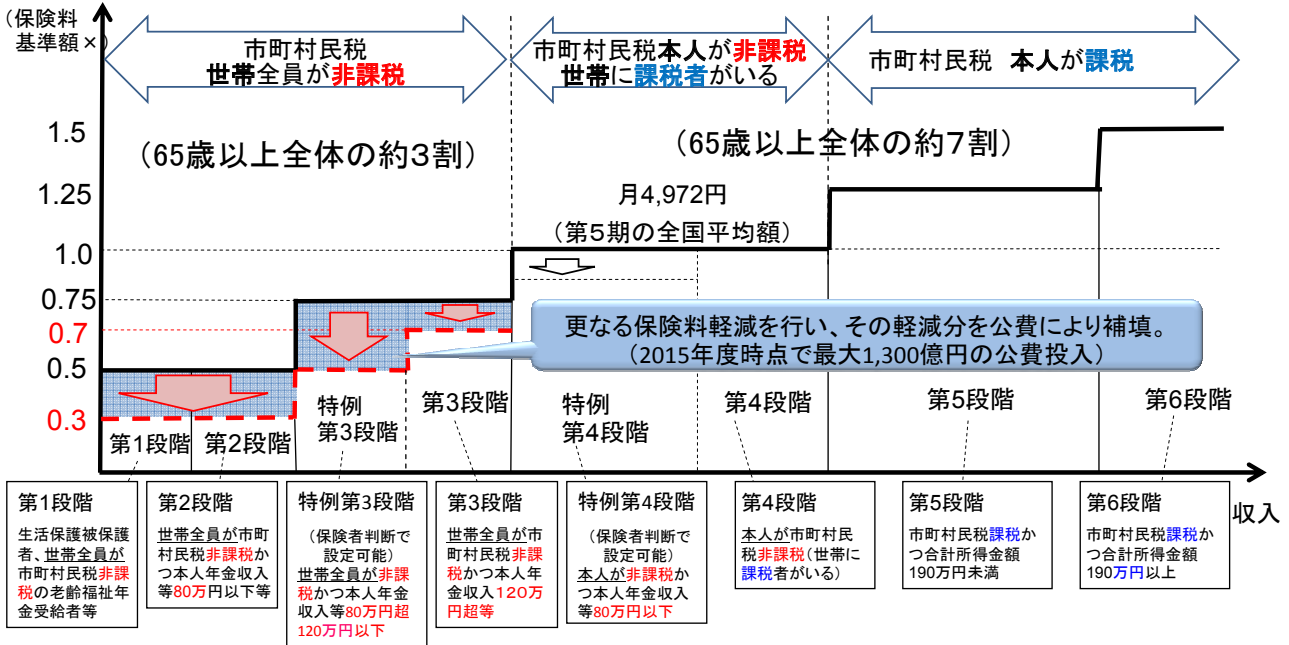 （保険料
基準額×）
市町村民税
世帯全員が非課税
市町村民税本人が非課税
世帯に課税者がいる
市町村民税　本人が課税
（65歳以上全体の約３割）
（65歳以上全体の約７割）
月4,972円
（第５期の全国平均額）
1.5
1.25
1.0
0.75
0.7
0.5
0.3
更なる保険料軽減を行い、その軽減分を公費により補填。
（2015年度時点で最大1,300億円の公費投入）
第１段階
第２段階
特例
第３段階
第３段階
特例
第４段階
第４段階
第５段階
第６段階
収入
第１段階
生活保護被保護
者、世帯全員が
市町村民税非課
税の老齢福祉年
金受給者等
第２段階
世帯全員が市町
村民税非課税か
つ本人年金収入
等80万円以下等
特例第３段階
（保険者判断で
設定可能）
世帯全員が非課
税かつ本人年金
収入等80万円超
120万円以下
第３段階
世帯全員が市
町村民税非課
税かつ本人年
金収入１２０万
円超等
特例第４段階
（保険者判断で
設定可能）
本人が非課税か
つ本人年金収入
等80万円以下
第４段階
本人が市町村民
税非課税（世帯に
課税者がいる）
第５段階
市町村民税課税か
つ合計所得金額
190万円未満
第６段階
市町村民税課税か
つ合計所得金額
190万円以上